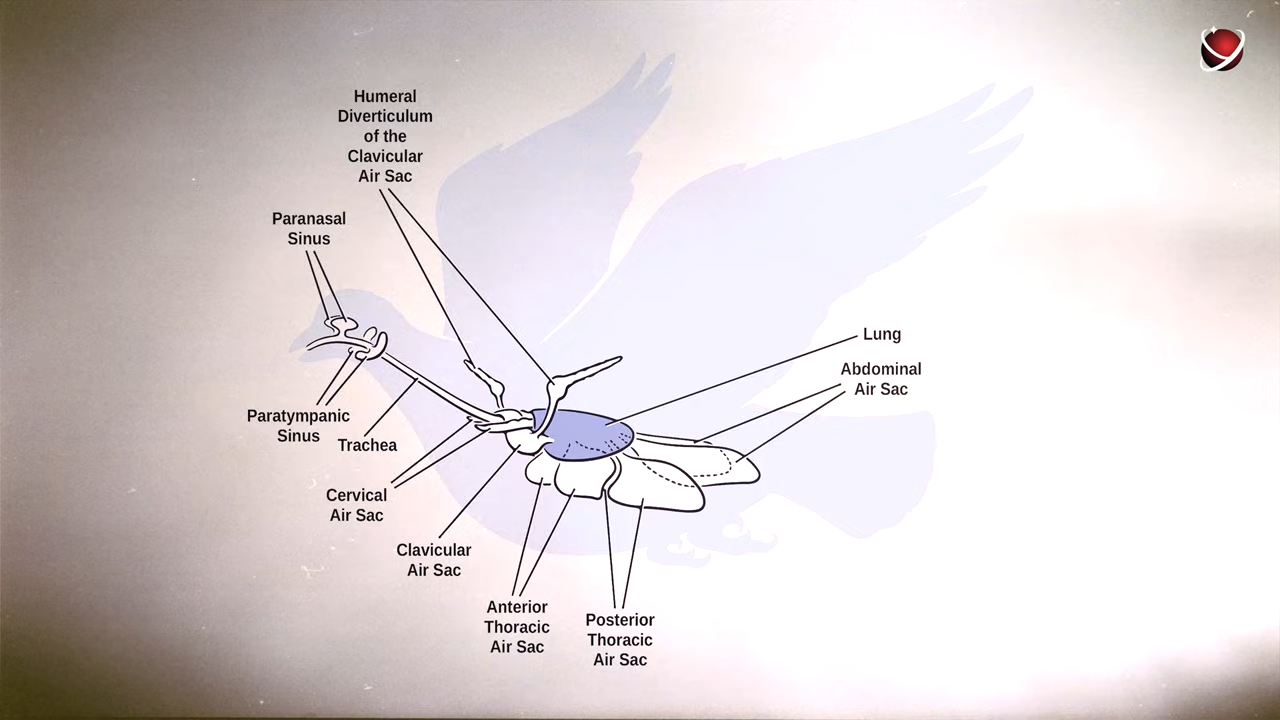 Humeral
Diverticulum
of the
Clavicular
Air Sac
Paranasal
Sinus
Lung
Abdominal
Air Sac
Paratympanic
Sinus
Trachea
Cervical
Air Sac
Clavicular
Air Sac
Anterior
Thoracic
Air Sac
Posterior
Thoracic
Air Sac